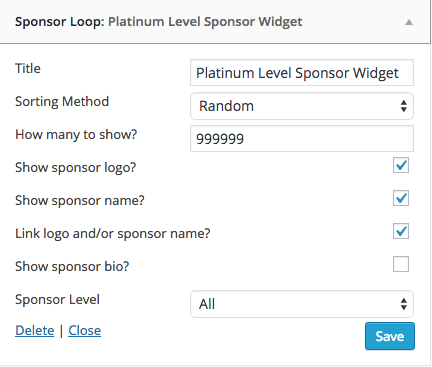 Sponsor Loop: Platinum Level Sponsor Widget
Title Platinum Level Sponsor Widget
Sorting Method Random
How many to show? 999999
Show sponsor logo?
Show sponsor name?
Link logo and/or sponsor name?
Show sponsor bio?
Sponsor Level All
Delete | Close Save